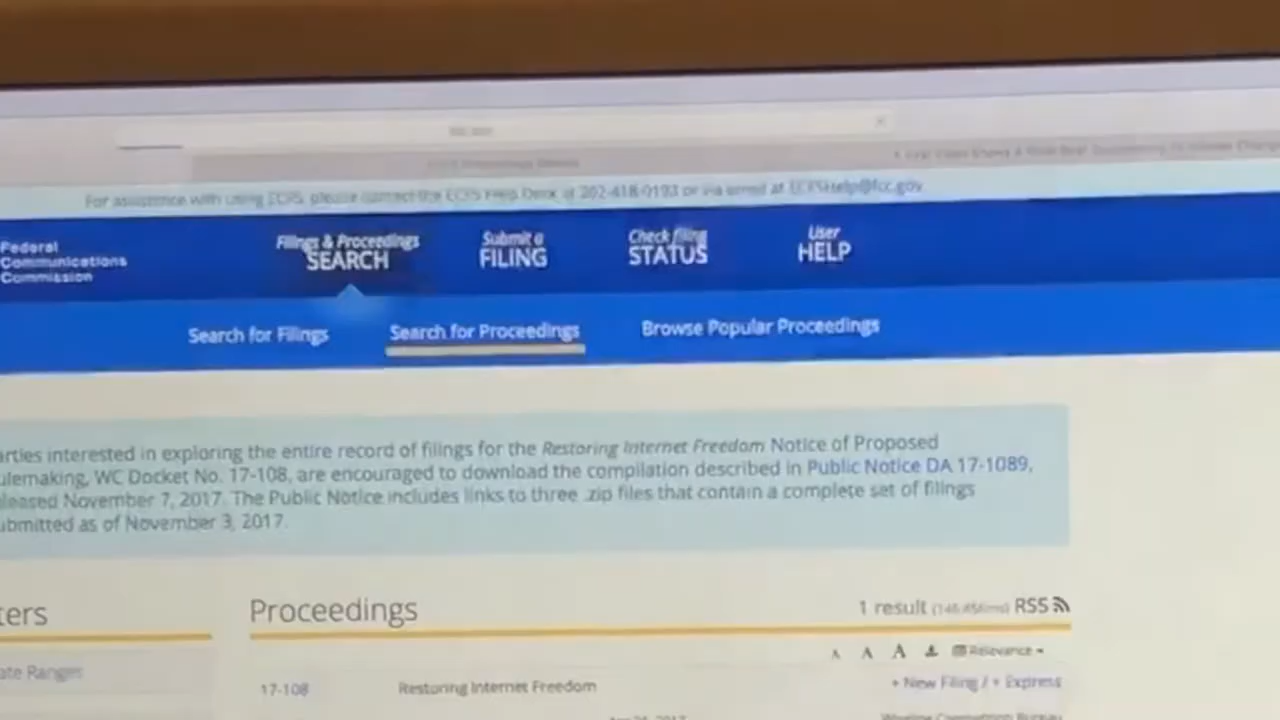 For assistance with using ECFS, please contact the ECFS Help Desk at 202-418-0193 or via email at ECFSHelp@fcc.gov
Federal
Communications
Commission
Filings & Proceedings
SEARCH
Submit a
FILING
Check filing
STATUS
User
HELP
Search for Filings
Search for Proceedings
Browse Popular Proceedings
arties interested in exploring the entire record of filings for the Restoring Internet Freedom Notice of Proposed
ulemaking, WC Docket No. 17-108, are encouraged to download the compilation described in Public Notice DA 17-1089,
eleased November 7, 2017. The Public Notice includes links to three .zip files that contain a complete set of filings
ubmitted as of November 3, 2017.
ters
Proceedings
1 result RSS
A A A Relevance
ate Ranges
17-108
Restoring Internet Freedom
+ New Filing / + Express
Bureau